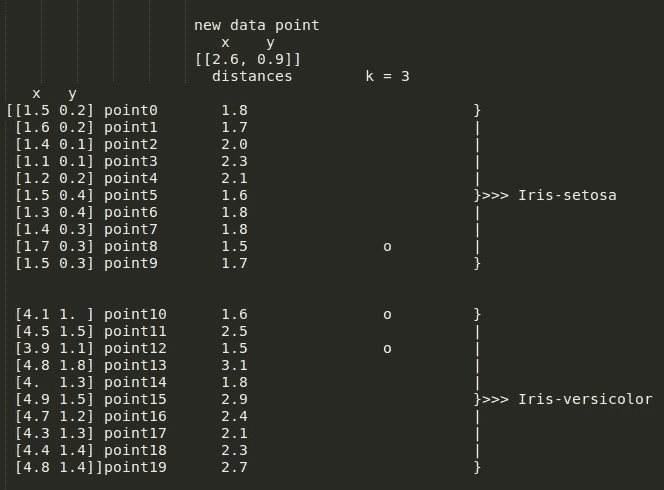 new data point
x y
[[2.6, 0.9]]
distances k = 3
x y
[[1.5 0.2] point0 1.8 }
[1.6 0.2] point1 1.7 |
[1.4 0.1] point2 2.0 |
[1.1 0.1] point3 2.3 |
[1.2 0.2] point4 2.1 |
[1.5 0.4] point5 1.6 }>>> Iris-setosa
[1.3 0.4] point6 1.8 |
[1.4 0.3] point7 1.8 |
[1.7 0.3] point8 1.5 o |
[1.5 0.3] point9 1.7 }
[4.1 1. ] point10 1.6 o }
[4.5 1.5] point11 2.5 |
[3.9 1.1] point12 1.5 o |
[4.8 1.8] point13 3.1 |
[4. 1.3] point14 1.8 |
[4.9 1.5] point15 2.9 }>>> Iris-versicolor
[4.7 1.2] point16 2.4 |
[4.3 1.3] point17 2.1 |
[4.4 1.4] point18 2.3 |
[4.8 1.4]]point19 2.7 }